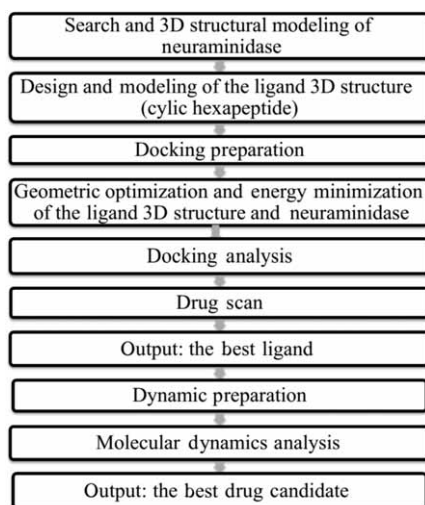 Search and 3D structural modeling of
neuraminidase
Design and modeling of the ligand 3D structure
(cylic hexapeptide)
Docking preparation
Geometric optimization and energy minimization
of the ligand 3D structure and neuraminidase
Docking analysis
Drug scan
Output: the best ligand
Dynamic preparation
Molecular dynamics analysis
Output: the best drug candidate